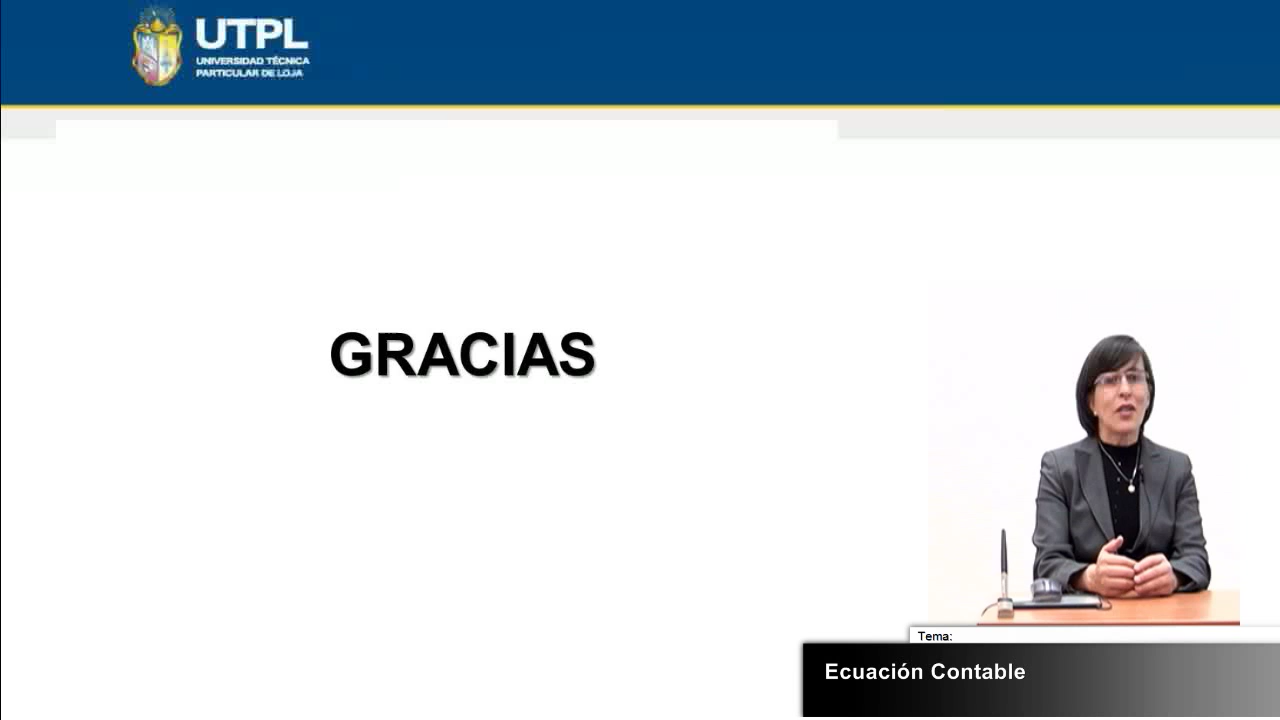 UTPL
UNIVERSIDAD TÉCNICA
PARTICULAR DE LOJA
GRACIAS
Tema:
Ecuación Contable